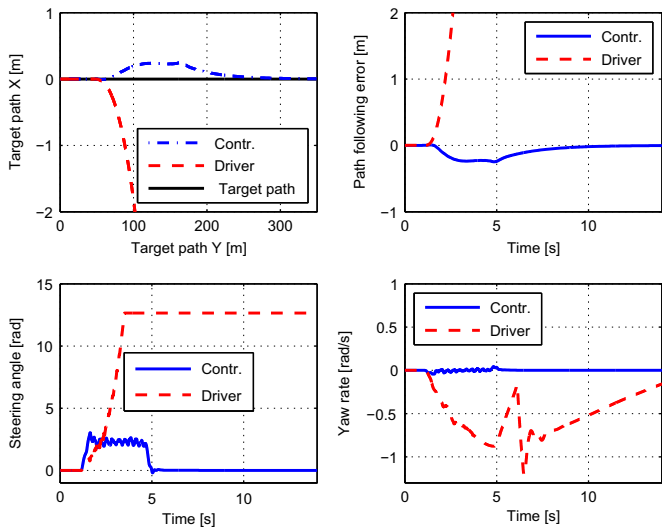 1
0
−1
−2
0
100
200
300
Target path X [m]
Target path Y [m]
Contr.
Driver
Target path
2
1
0
−1
0
5
10
Path following error [m]
Time [s]
Contr.
Driver
15
10
5
0
0
5
10
Steering angle [rad]
Time [s]
Contr.
Driver
1
0.5
0
−0.5
−1
0
5
10
Yaw rate [rad/s]
Time [s]
Contr.
Driver